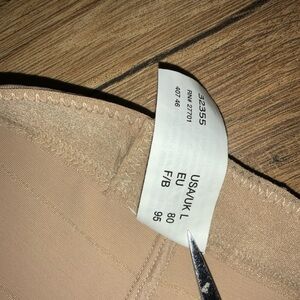 32355
RN# 27701
407 46
USA/UK L
EU 80
F/B 95